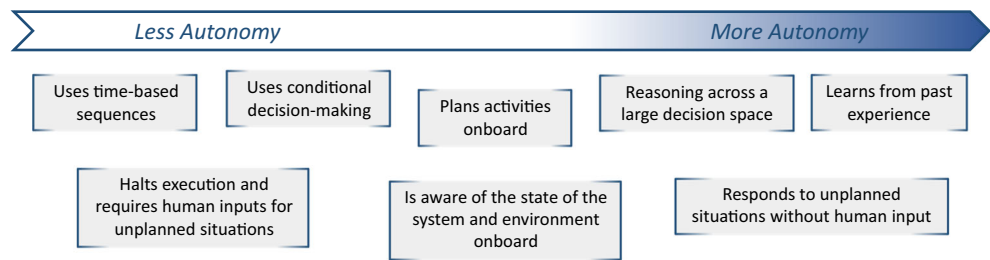 Less Autonomy
More Autonomy
Uses time-based
sequences
Uses conditional
decision-making
Plans activities
onboard
Reasoning across a
large decision space
Learns from past
experience
Halts execution and
requires human inputs for
unplanned situations
Is aware of the state of the
system and environment
onboard
Responds to unplanned
situations without human input